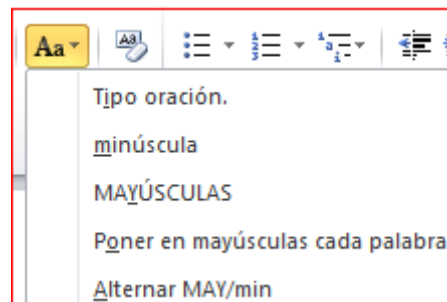 Aa
Tipo oración.
minúscula
MAYÚSCULAS
Poner en mayúsculas cada palabra
Alternar MAY/min